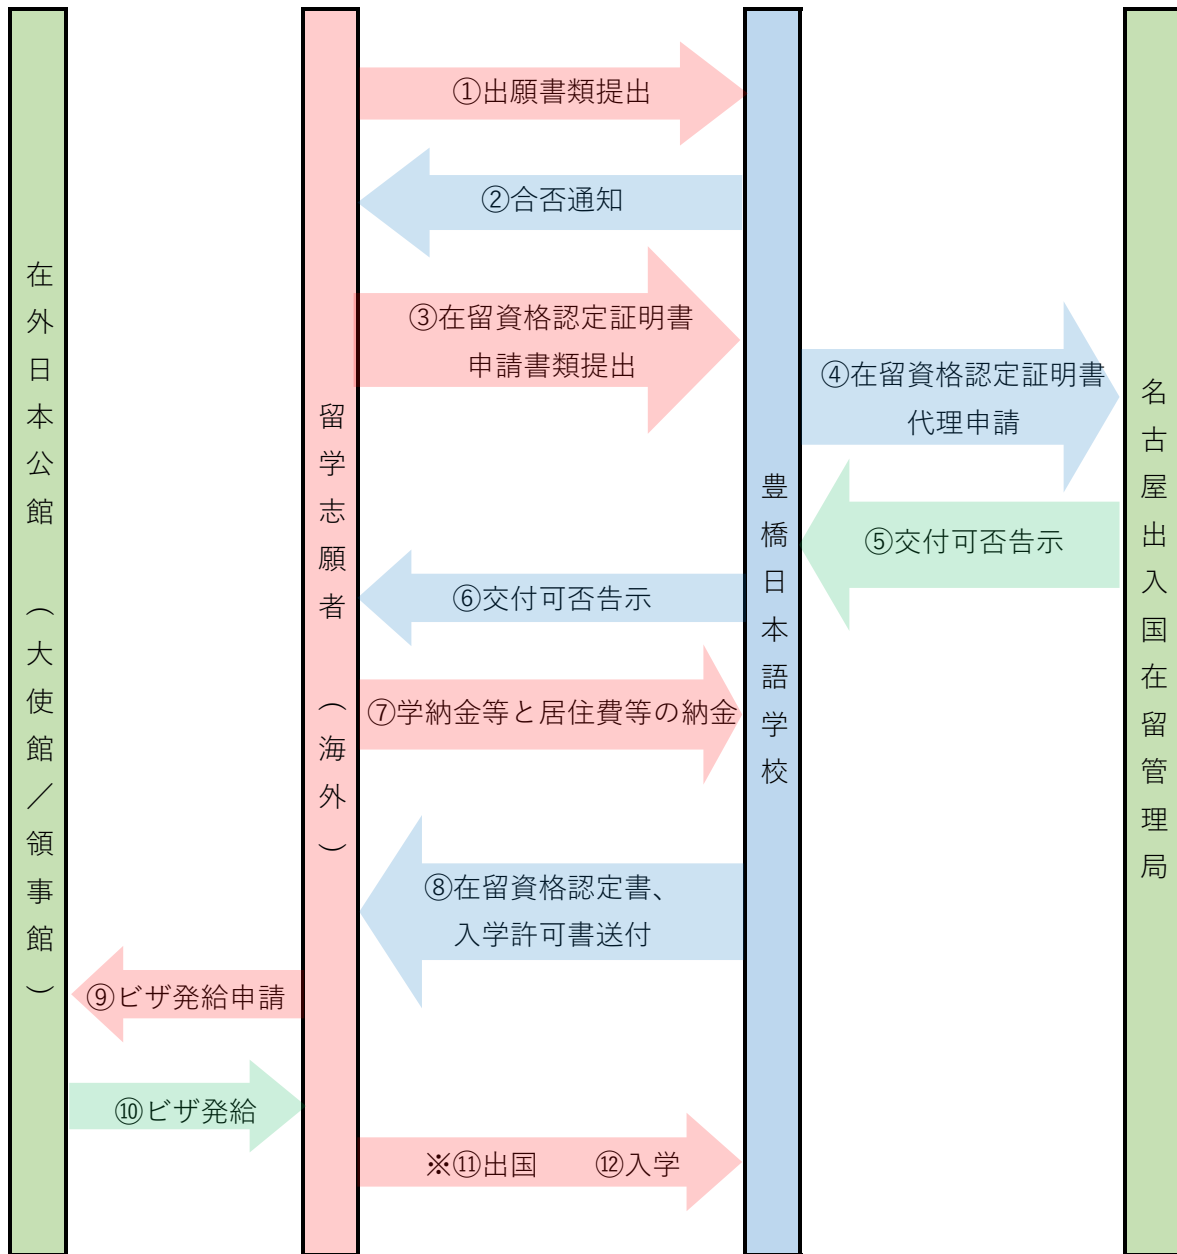 在外日本公館　（大使館／領事館）
留学志願者　（海外）
豊橋日本語学校
名古屋出入国在留管理局
①出願書類提出
②合否通知
③在留資格認定証明書
申請書類提出
④在留資格認定証明書
代理申請
⑤交付可否告示
⑥交付可否告示
⑦学納金等と居住費等の納金
⑧在留資格認定書、
入学許可書送付
⑨ビザ発給申請
⑩ビザ発給
※⑪出国　⑫入学